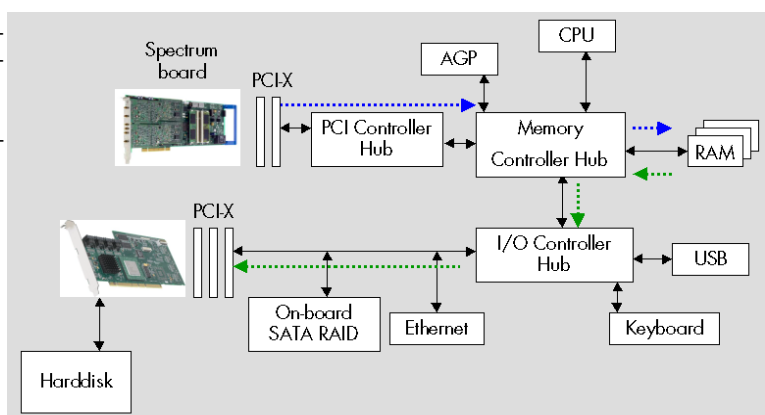 Spectrum
board
PCI-X
AGP
CPU
PCI Controller
Hub
Memory
Controller Hub
RAM
PCI-X
I/O Controller
Hub
USB
On-board
SATA RAID
Ethernet
Keyboard
Harddisk